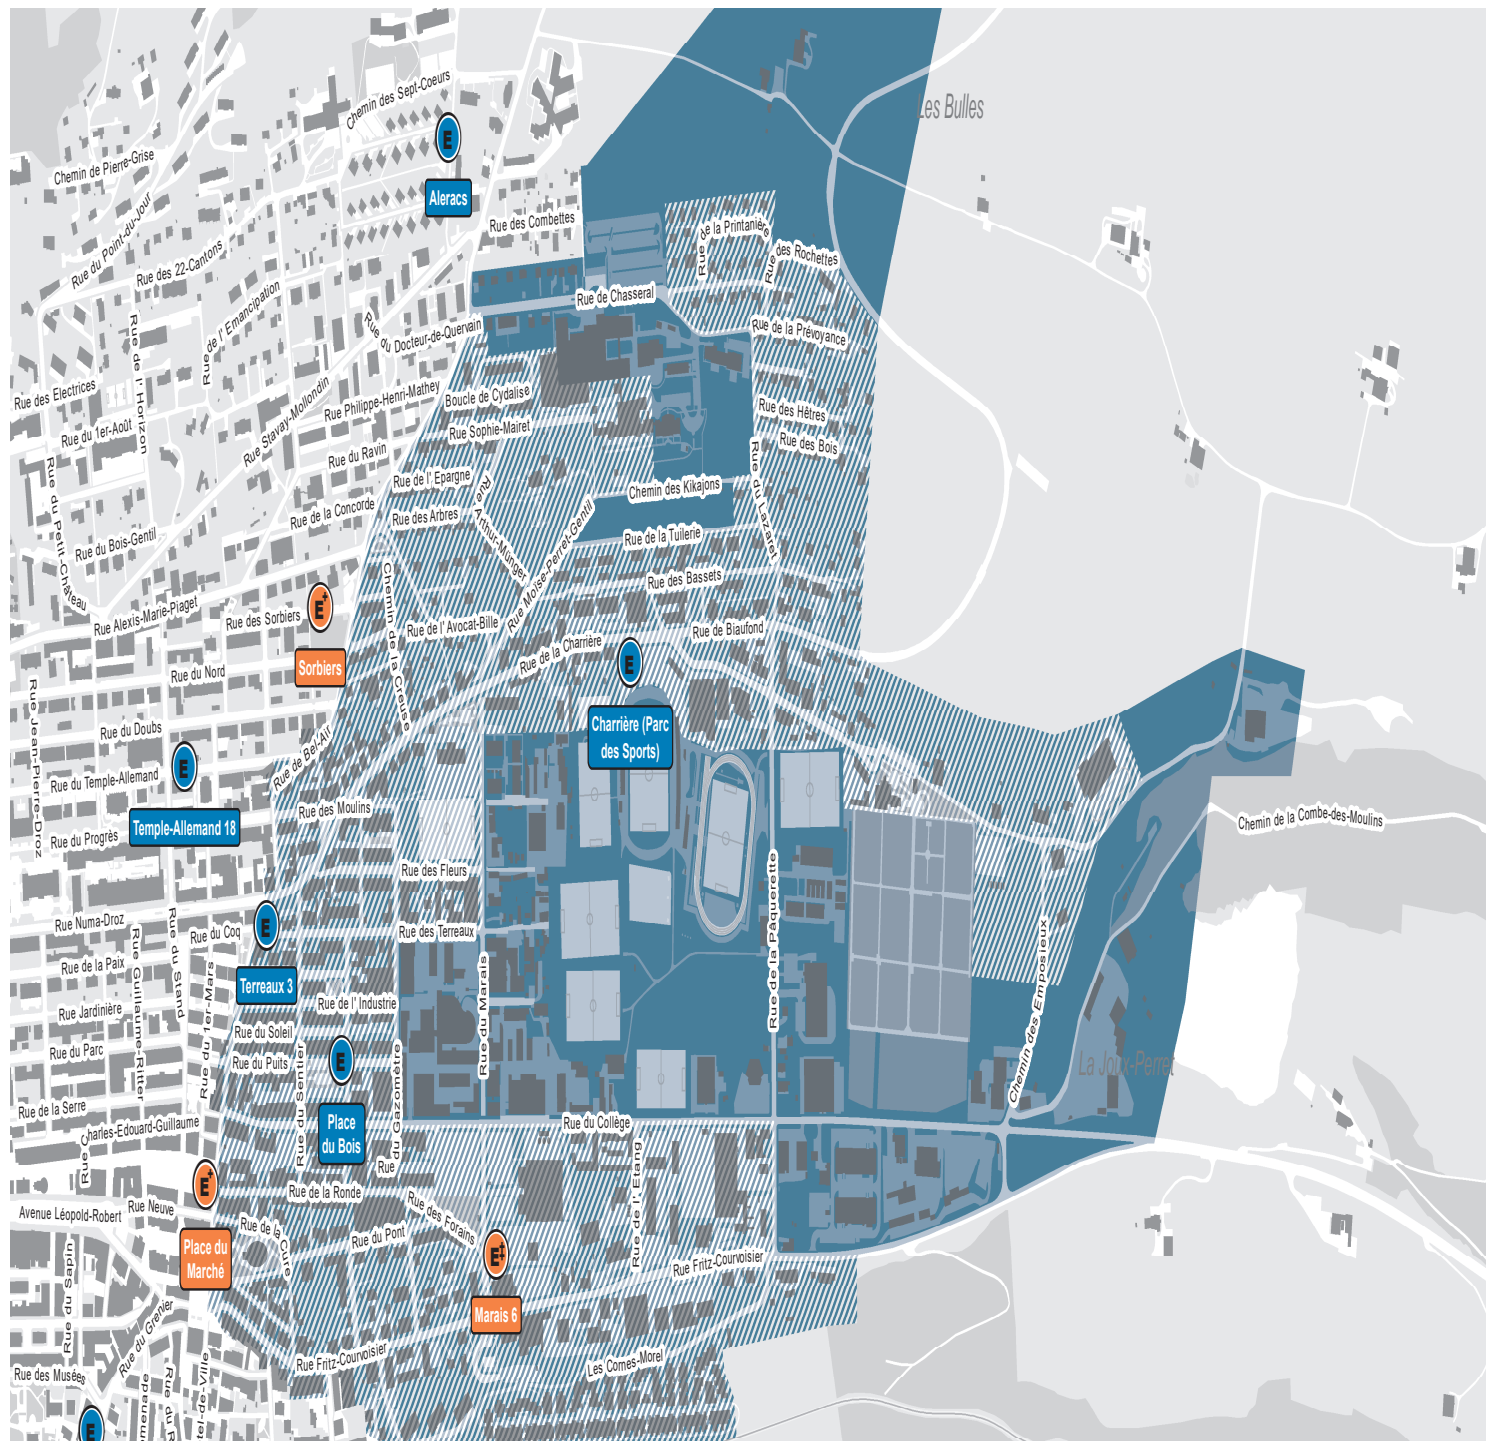 Chemin des Sept-Coeurs
Les Bulles
E
Chemin de Pierre-Grise
Aleracs
Rue des Combettes
Rue de la Printanière
Rue du Point-du-Jour
Rue des 22-Cantons
Rue des Rochettes
Rue de l'Emancipation
Rue de Chasseral
Rue de l'Horizon
Rue du Docteur-de-Quervain
Rue de la Prévoyance
Rue des Electrices
Rue Stavay-Mollondin
Rue Philippe-Henri-Mathey
Boucle de Cydalise
Rue du 1er-Août
Rue Sophie-Mairet
Rue des Hêtres
Rue des Bois
Rue du Ravin
Rue de l'Epargne
Chemin des Kikajons
Rue du Lazaret
Rue du Petit-Château
Rue de la Concorde
Rue des Arbres
Rue Arthur-Münger
Rue Moïse-Perret-Gentil
Rue du Bois-Gentil
Rue de la Tuilerie
Rue des Bassets
Chemin de la Creuse
E+
Rue Alexis-Marie-Piaget
Rue des Sorbiers
Rue de l'Avocat-Bille
Rue de la Charrière
Rue de Biaufond
E
Sorbiers
Rue du Nord
Rue Jean-Pierre-Droz
Charrière (Parc
des Sports)
Rue du Doubs
Rue de Bel-Air
E
Rue du Temple-Allemand
Rue des Moulins
Chemin de la Combe-des-Moulins
Temple-Allemand 18
Rue du Progrès
Rue des Fleurs
Rue de la Pâquerette
E
Rue Numa-Droz
Rue du Stand
Rue du Coq
Rue des Terreaux
Rue de la Paix
Rue Guillaume-Ritter
Rue du 1er-Mars
Terreaux 3
Rue du Marais
Chemin des Emposieux
Rue Jardinière
Rue de l'Industrie
Rue du Soleil
Rue du Parc
Rue du Puits
E
Rue du Sentier
Rue du Gazomètre
La Joux-Perret
Rue de la Serre
Rue Charles-Edouard-Guillaume
Place
du Bois
Rue du Collège
E+
Rue de la Ronde
Rue de l'Etang
Avenue Léopold-Robert
Rue Neuve
Rue des Forains
Rue de la Cure
Rue du Pont
Place du
Marché
Rue du Sapin
Rue Fritz-Courvoisier
Marais 6
Rue du Grenier
Rue Fritz-Courvoisier
Les Cornes-Morel
Rue des Musées
menade
Rue du R
tel-de-Ville
E